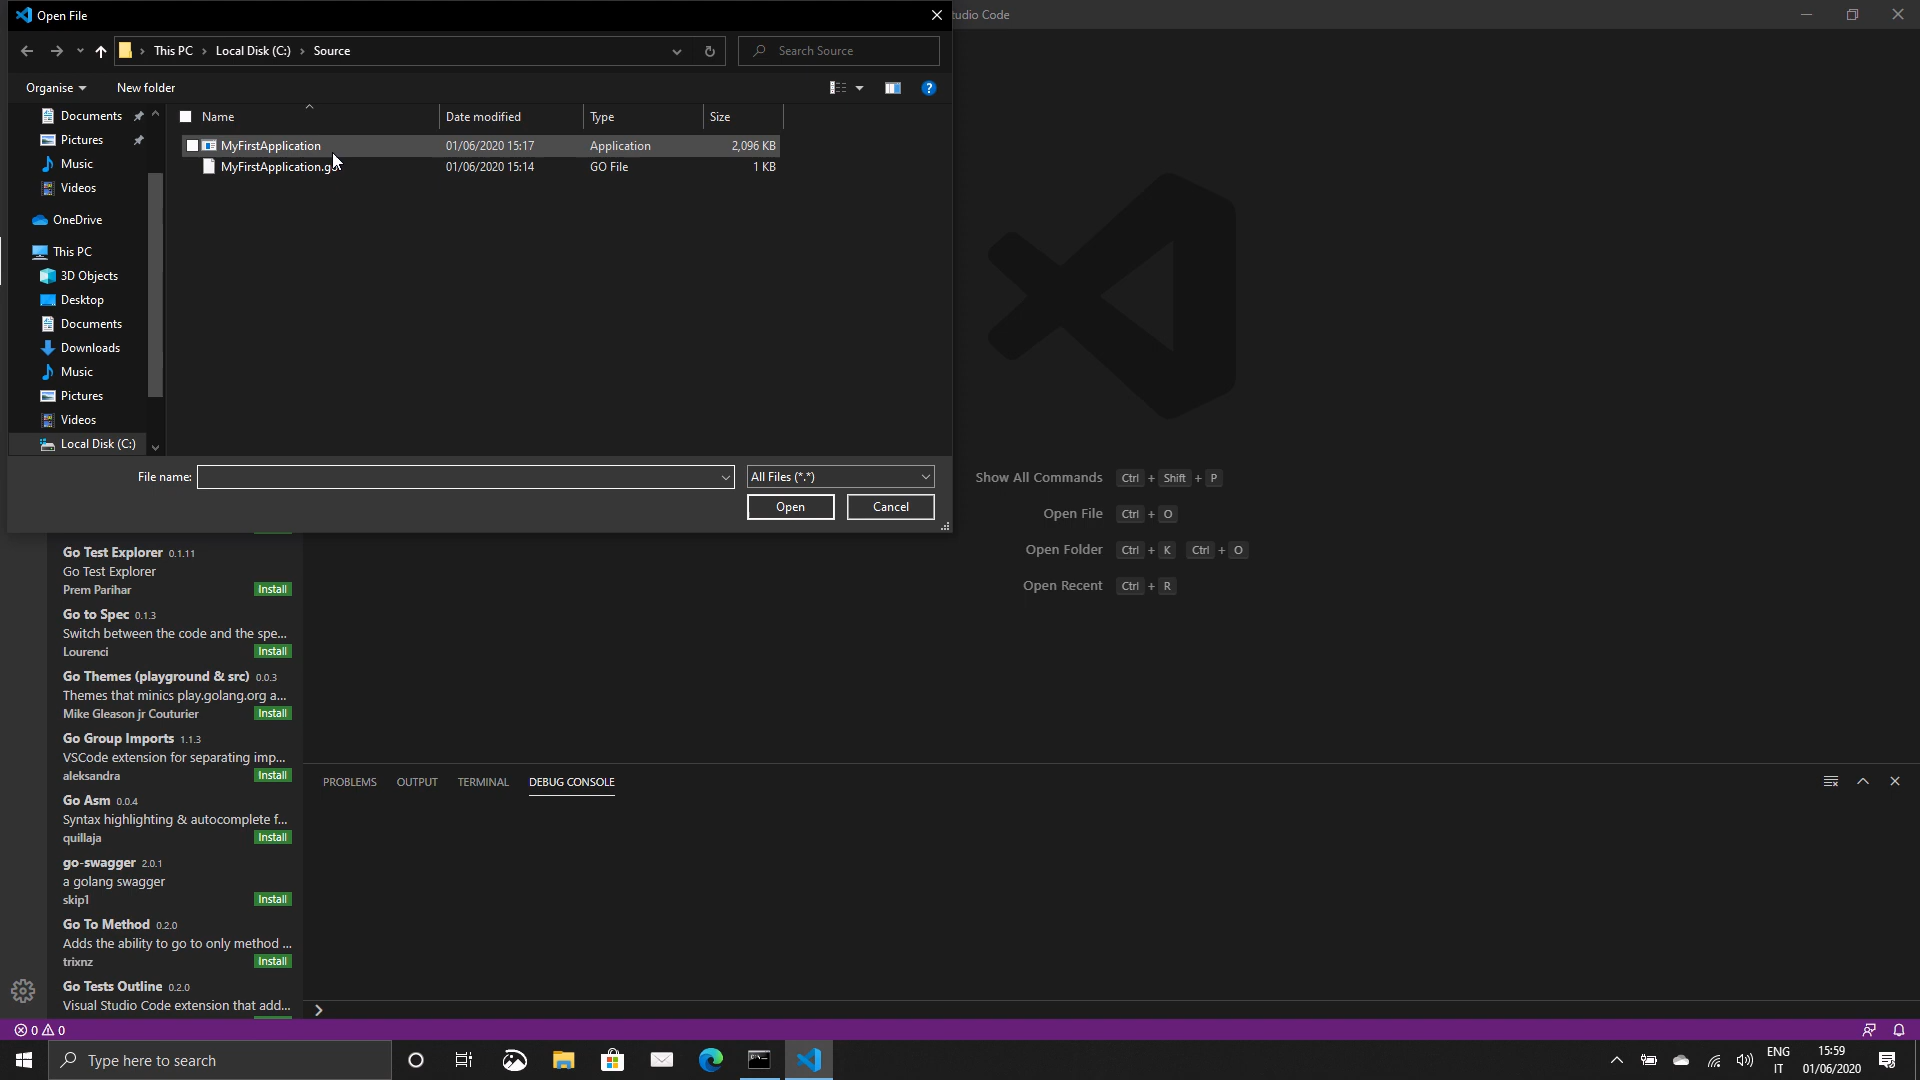 Open File
tudio Code
This PC > Local Disk (C:) > Source
Search Source
Organise
New folder
Documents
Pictures
Music
Videos
OneDrive
This PC
3D Objects
Desktop
Documents
Downloads
Music
Pictures
Videos
Local Disk (C:)
Name Date modified Type Size
MyFirstApplication 01/06/2020 15:17 Application 2,096 KB
MyFirstApplication.go 01/06/2020 15:14 GO File 1 KB
File name:
All Files (*.*)
Open
Cancel
Show All Commands Ctrl + Shift + P
Open File Ctrl + O
Open Folder Ctrl + K Ctrl + O
Open Recent Ctrl + R
Go Test Explorer 0.1.11
Go Test Explorer
Prem Parihar Install
Go to Spec 0.1.3
Switch between the code and the spe...
Lourenci Install
Go Themes (playground & src) 0.0.3
Themes that minics play.golang.org a...
Mike Gleason jr Couturier Install
Go Group Imports 1.1.3
VSCode extension for separating imp...
aleksandra Install
Go Asm 0.0.4
Syntax highlighting & autocomplete f...
quillaja Install
go-swagger 2.0.1
a golang swagger
skip1 Install
Go To Method 0.2.0
Adds the ability to go to only method ...
trixnz Install
Go Tests Outline 0.2.0
Visual Studio Code extension that add...
PROBLEMS OUTPUT TERMINAL DEBUG CONSOLE
0 0
Type here to search
ENG
IT
15:59
01/06/2020